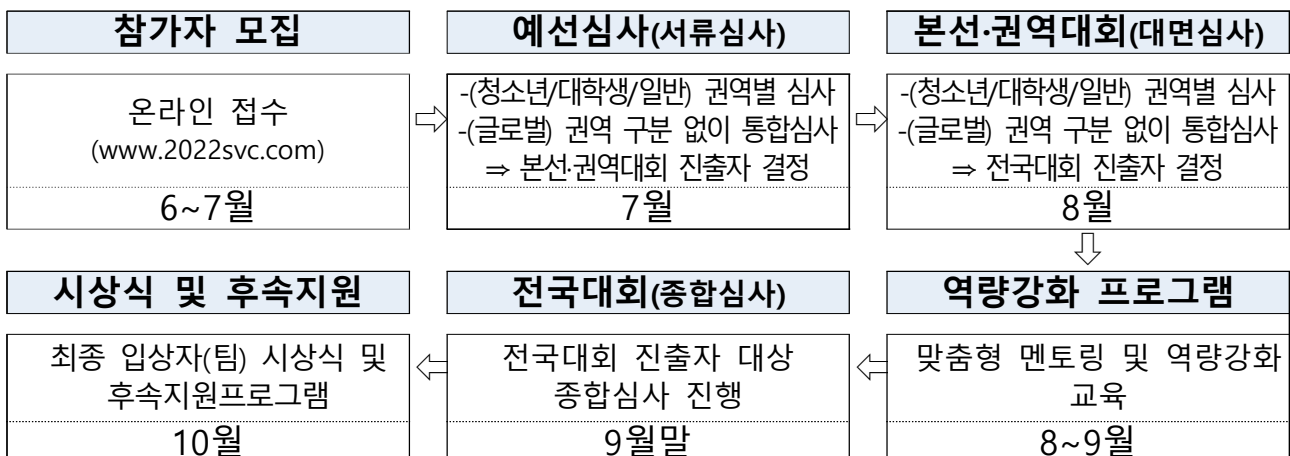 참가자 모집
온라인 접수
(www.2022svc.com)
6~7월
예선심사(서류심사)
-(청소년/대학생/일반) 권역별 심사
-(글로벌) 권역 구분 없이 통합심사
⇒ 본선·권역대회 진출자 결정
7월
본선·권역대회(대면심사)
-(청소년/대학생/일반) 권역별 심사
-(글로벌) 권역 구분 없이 통합심사
⇒ 전국대회 진출자 결정
8월
역량강화 프로그램
맞춤형 멘토링 및 역량강화
교육
8~9월
전국대회(종합심사)
전국대회 진출자 대상
종합심사 진행
9월말
시상식 및 후속지원
최종 입상자(팀) 시상식 및
후속지원프로그램
10월